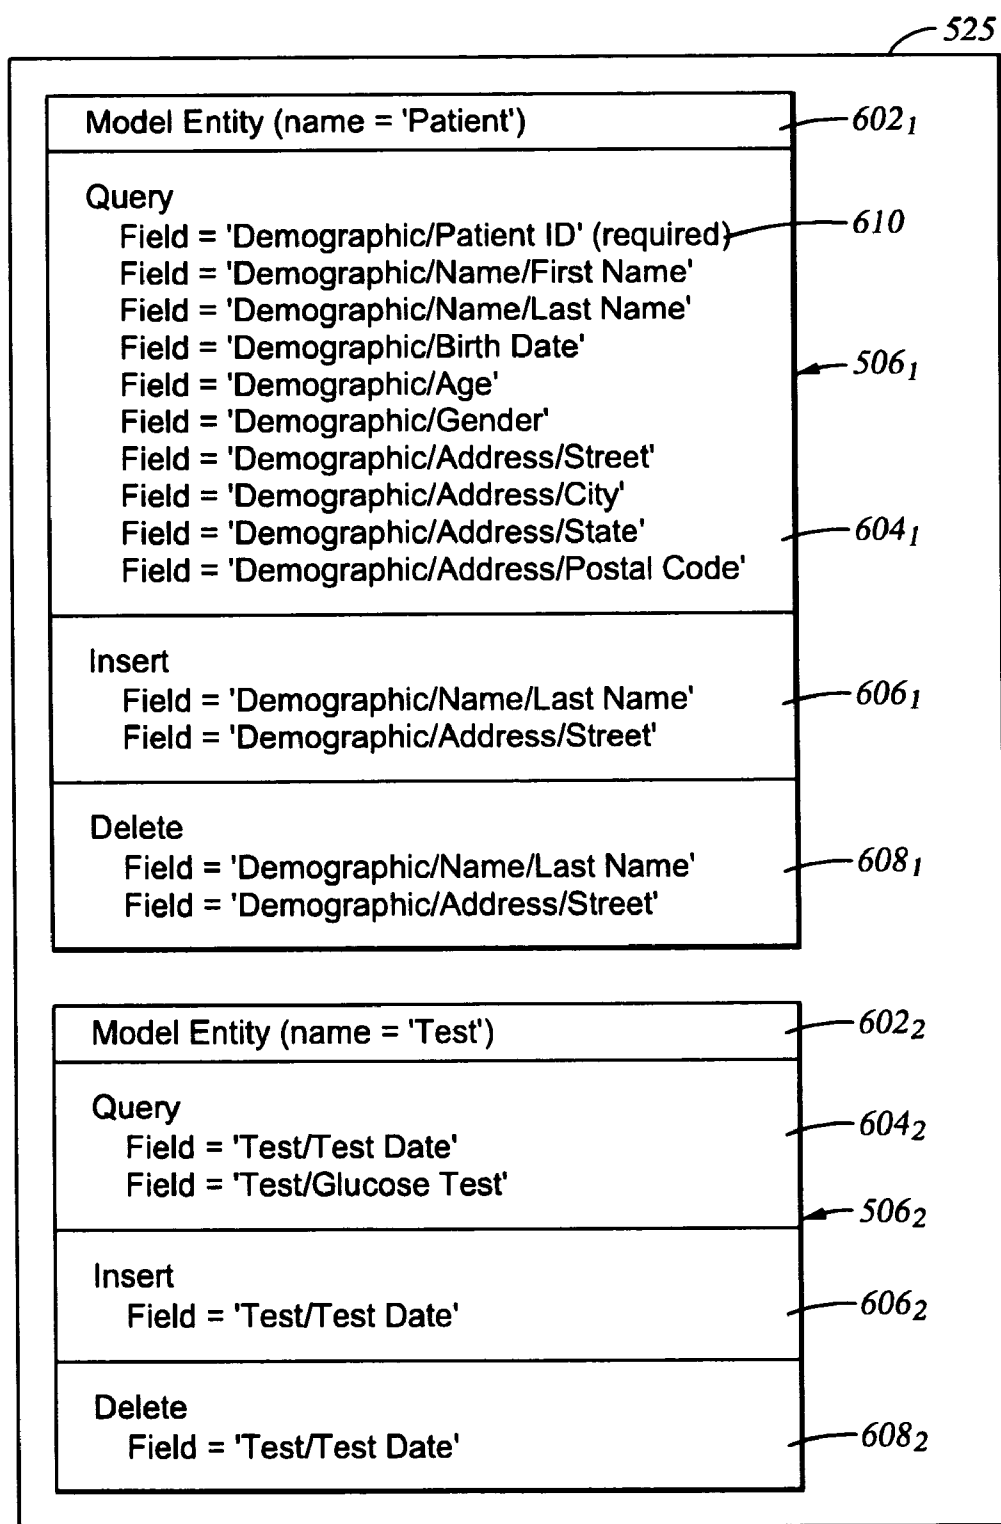 525
Model Entity (name = 'Patient') 602₁
Query
Field = 'Demographic/Patient ID' (required) 610
Field = 'Demographic/Name/First Name'
Field = 'Demographic/Name/Last Name'
Field = 'Demographic/Birth Date'
Field = 'Demographic/Age' 506₁
Field = 'Demographic/Gender'
Field = 'Demographic/Address/Street'
Field = 'Demographic/Address/City'
Field = 'Demographic/Address/State' 604₁
Field = 'Demographic/Address/Postal Code'
Insert
Field = 'Demographic/Name/Last Name' 606₁
Field = 'Demographic/Address/Street'
Delete
Field = 'Demographic/Name/Last Name' 608₁
Field = 'Demographic/Address/Street'
Model Entity (name = 'Test') 602₂
Query
Field = 'Test/Test Date' 604₂
Field = 'Test/Glucose Test'
506₂
Insert
Field = 'Test/Test Date' 606₂
Delete
Field = 'Test/Test Date' 608₂